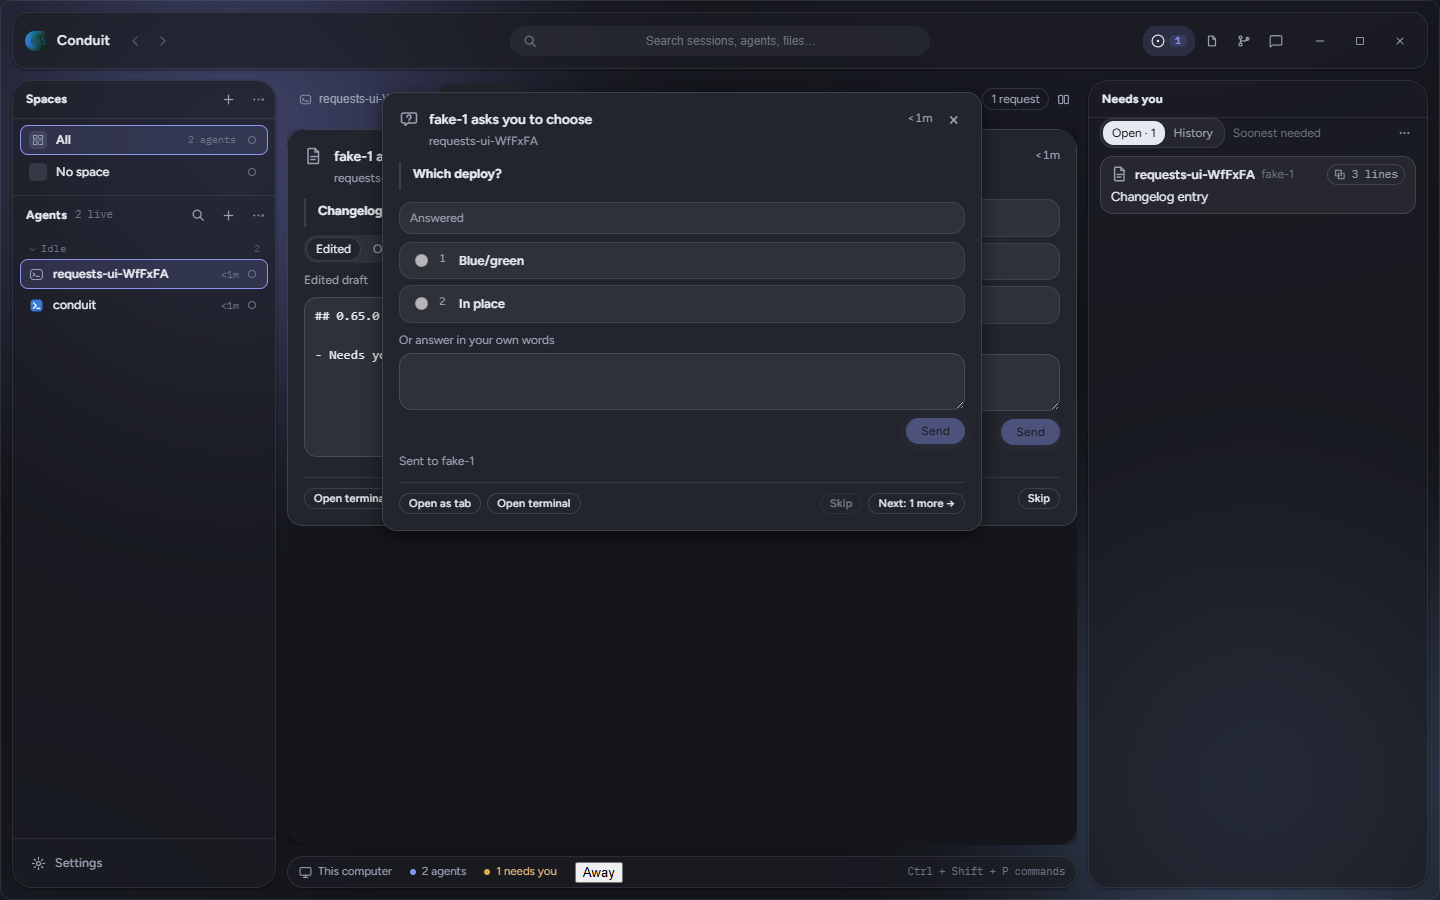 Conduit
Search sessions, agents, files…
1
Spaces
All
2 agents
No space
Agents 2 live
Idle 2
requests-ui-WfFxFA <1m
conduit <1m
Settings
requests-ui-W
1 request
fake-1 a
requests-
<1m
Changelog
Edited O
Edited draft
## 0.65.0
- Needs yo
Open termina
Send
Skip
fake-1 asks you to choose
<1m
requests-ui-WfFxFA
Which deploy?
Answered
1 Blue/green
2 In place
Or answer in your own words
Send
Sent to fake-1
Open as tab
Open terminal
Skip
Next: 1 more →
Needs you
Open · 1 History Soonest needed
requests-ui-WfFxFA fake-1 3 lines
Changelog entry
This computer
2 agents
1 needs you
Away
Ctrl + Shift + P commands